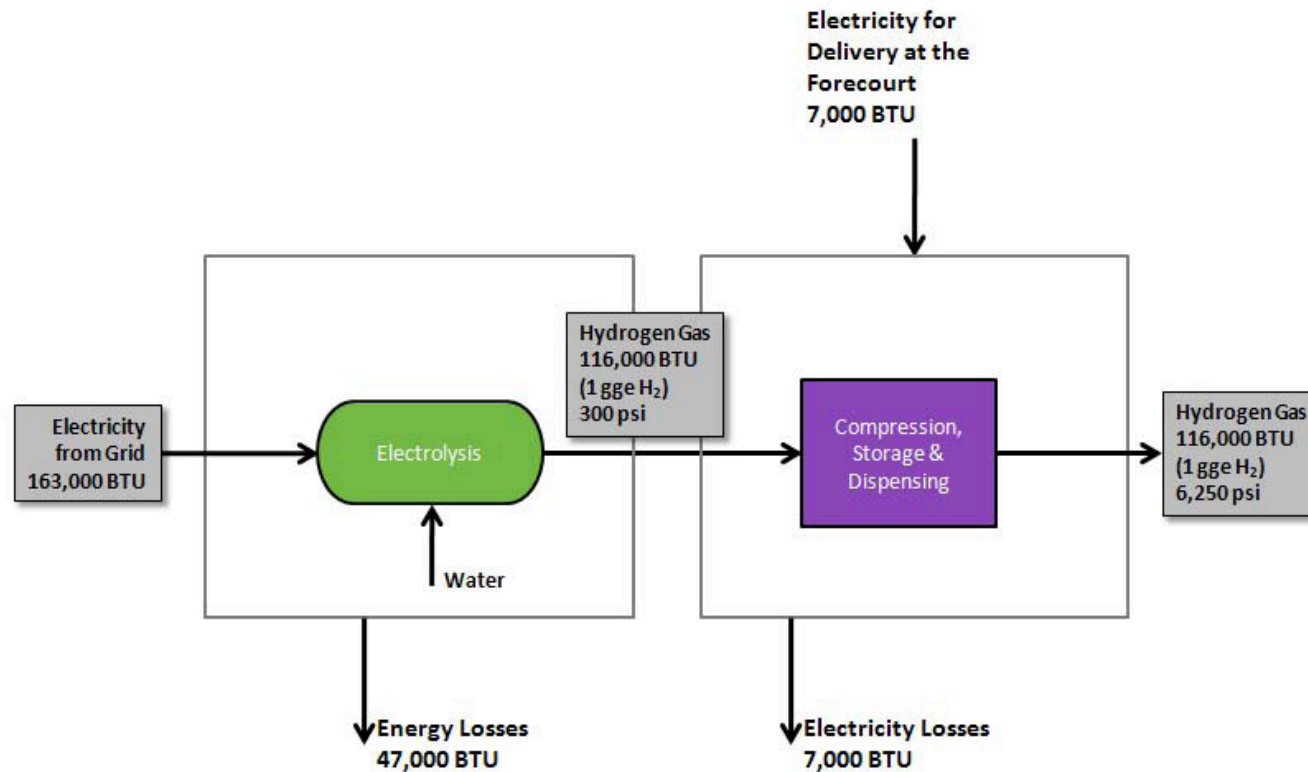 Electricity for
Delivery at the
Forecourt
7,000 BTU
Electricity
from Grid
163,000 BTU
Electrolysis
Water
Hydrogen Gas
116,000 BTU
(1 gge H₂)
300 psi
Compression,
Storage &
Dispensing
Hydrogen Gas
116,000 BTU
(1 gge H₂)
6,250 psi
Energy Losses
47,000 BTU
Electricity Losses
7,000 BTU